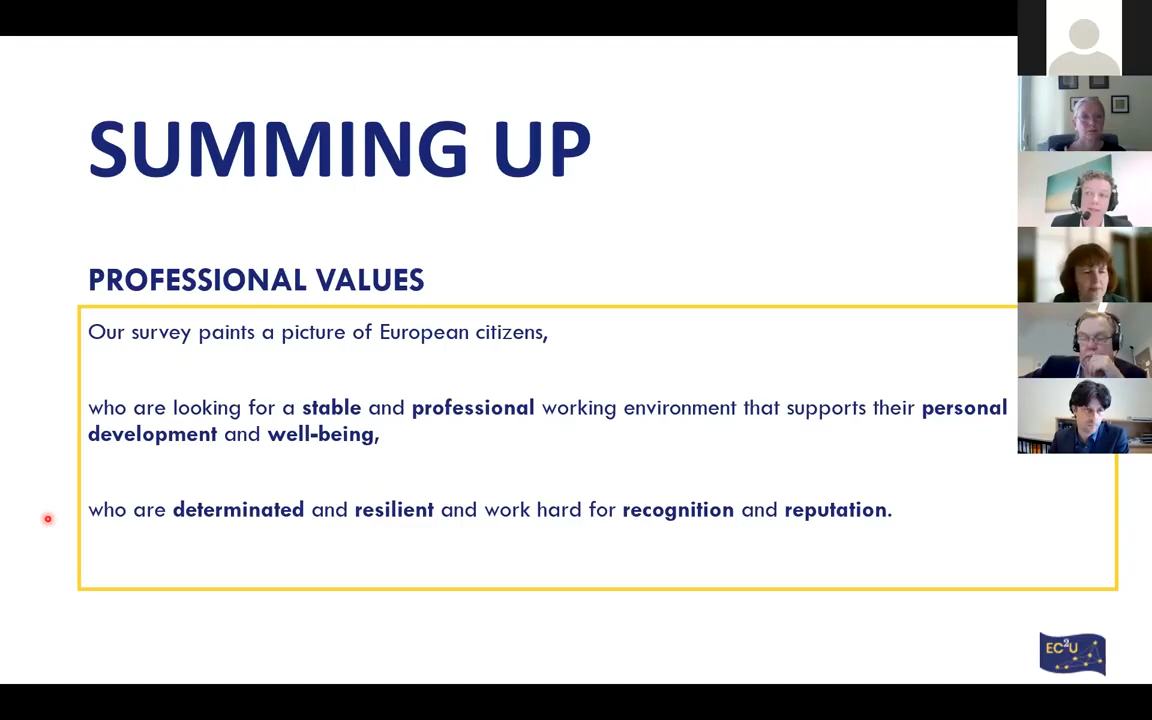 SUMMING UP
PROFESSIONAL VALUES
Our survey paints a picture of European citizens,
who are looking for a stable and professional working environment that supports their personal
development and well-being,
who are determinated and resilient and work hard for recognition and reputation.
EC²U